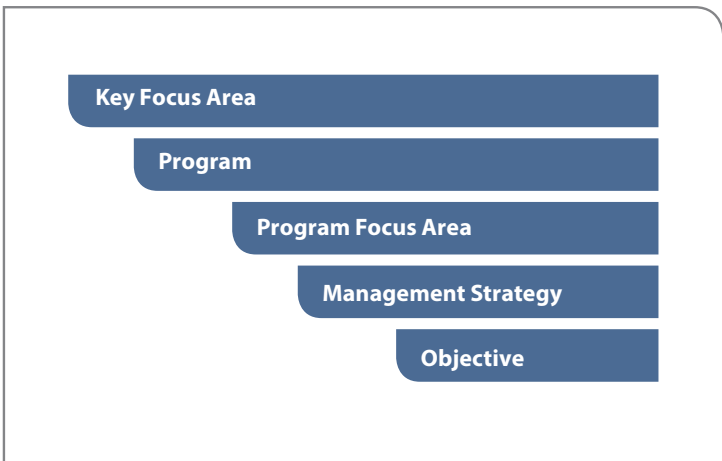 Key Focus Area
Program
Program Focus Area
Management Strategy
Objective